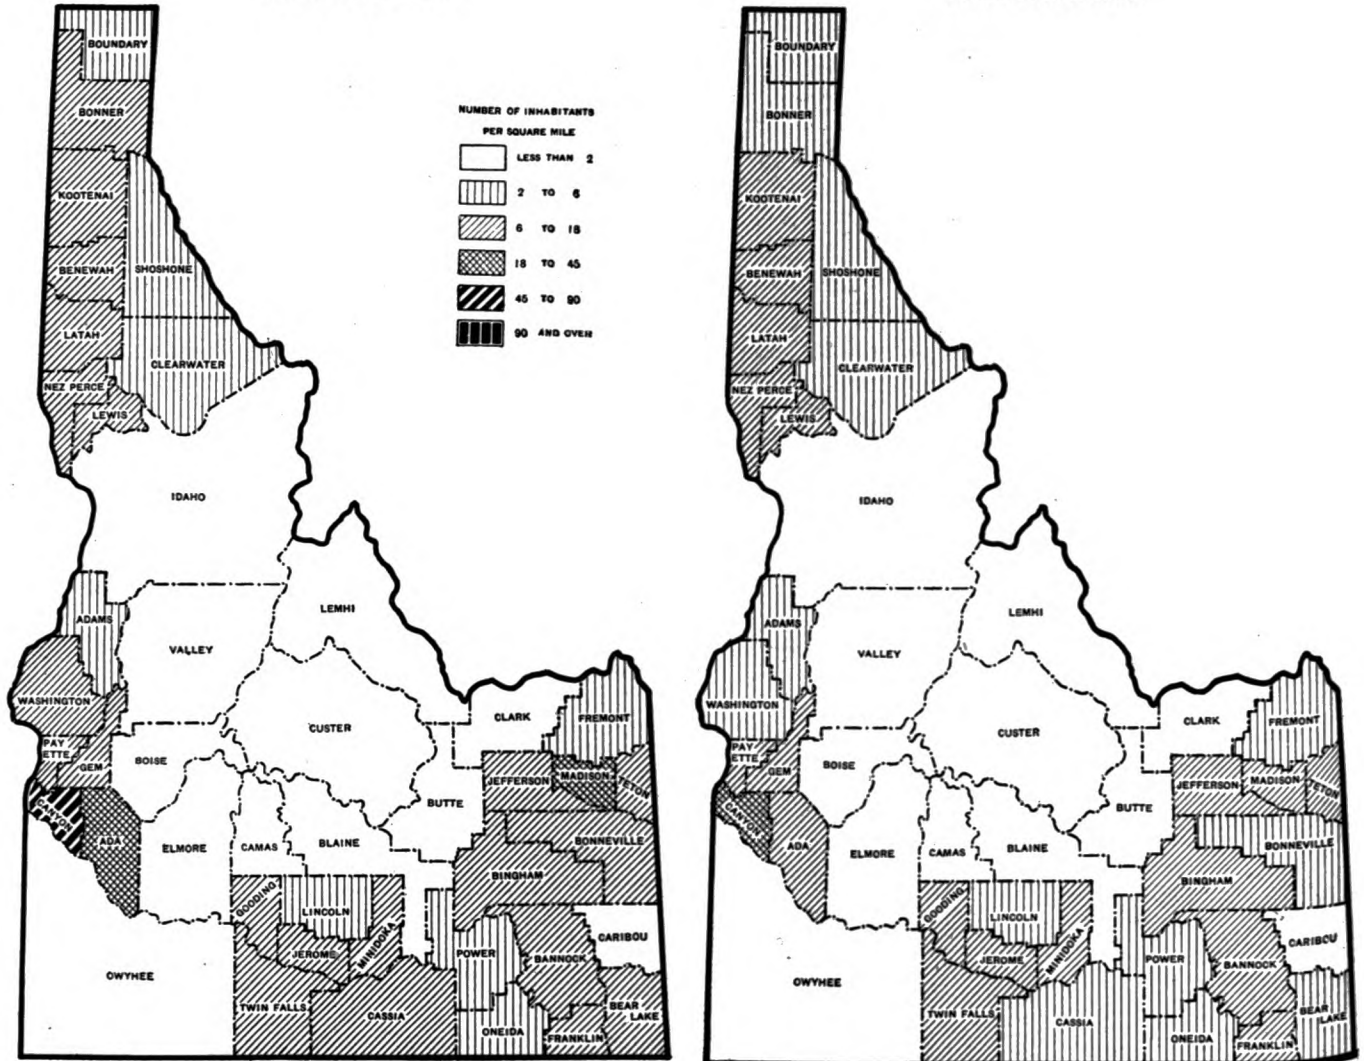 BOUNDARY
BONNER
KOOTENAI
BENEWAH
SHOSHONE
LATAH
CLEARWATER
NEZ PERCE
LEWIS
IDAHO
LEMHI
ADAMS
VALLEY
WASHINGTON
CUSTER
CLARK
FREMONT
PAY-
ETTE
GEM
BOISE
JEFFERSON
MADISON
TETON
CANYON
BUTTE
ADA
ELMORE
CAMAS
BLAINE
BONNEVILLE
BINGHAM
GOODING
LINCOLN
MINIDOKA
CARIBOU
JEROME
POWER
BANNOCK
OWYHEE
TWIN FALLS
CASSIA
BEAR
LAKE
ONEIDA
FRANKLIN
NUMBER OF INHABITANTS
PER SQUARE MILE
LESS THAN 2
2 TO 6
6 TO 18
18 TO 45
45 TO 90
90 AND OVER
BOUNDARY
BONNER
KOOTENAI
BENEWAH
SHOSHONE
LATAH
CLEARWATER
NEZ PERCE
LEWIS
IDAHO
LEMHI
ADAMS
VALLEY
WASHINGTON
CUSTER
CLARK
FREMONT
PAY-
ETTE
GEM
BOISE
JEFFERSON
MADISON
TETON
CANYON
BUTTE
ADA
ELMORE
CAMAS
BLAINE
BONNEVILLE
BINGHAM
GOODING
LINCOLN
MINIDOKA
CARIBOU
JEROME
POWER
BANNOCK
OWYHEE
TWIN FALLS
CASSIA
BEAR
LAKE
ONEIDA
FRANKLIN